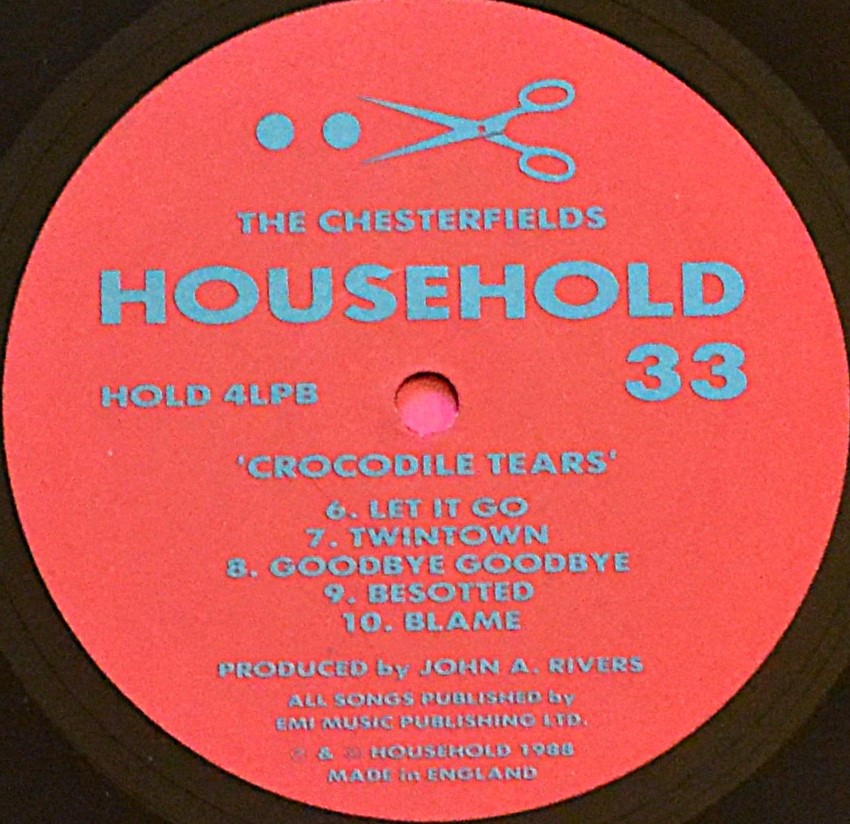 THE CHESTERFIELDS
HOUSEHOLD
33
HOLD 4LPB
'CROCODILE TEARS'
6. LET IT GO
7. TWINTOWN
8. GOODBYE GOODBYE
9. BESOTTED
10. BLAME
PRODUCED by JOHN A. RIVERS
ALL SONGS PUBLISHED by
EMI MUSIC PUBLISHING LTD.
℗ & © HOUSEHOLD 1988
MADE in ENGLAND